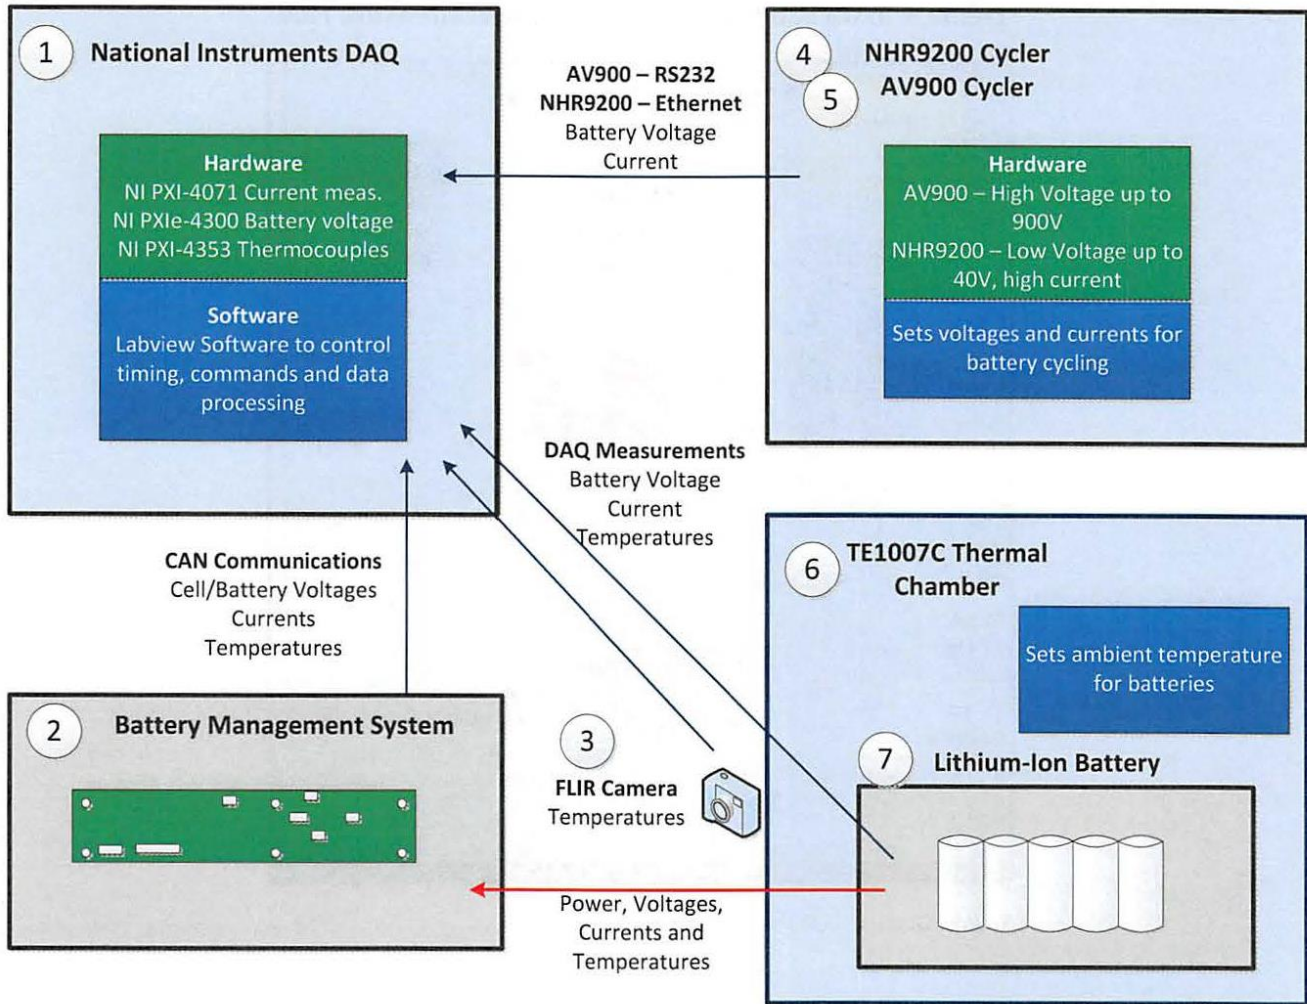 1
National Instruments DAQ
Hardware
NI PXI-4071 Current meas.
NI PXIe-4300 Battery voltage
NI PXI-4353 Thermocouples
Software
Labview Software to control
timing, commands and data
processing
AV900 – RS232
NHR9200 – Ethernet
Battery Voltage
Current
4
5
NHR9200 Cycler
AV900 Cycler
Hardware
AV900 – High Voltage up to
900V
NHR9200 – Low Voltage up to
40V, high current
Sets voltages and currents for
battery cycling
DAQ Measurements
Battery Voltage
Current
Temperatures
CAN Communications
Cell/Battery Voltages
Currents
Temperatures
6
TE1007C Thermal
Chamber
Sets ambient temperature
for batteries
2
Battery Management System
3
FLIR Camera
Temperatures
7
Lithium-Ion Battery
Power, Voltages,
Currents and
Temperatures